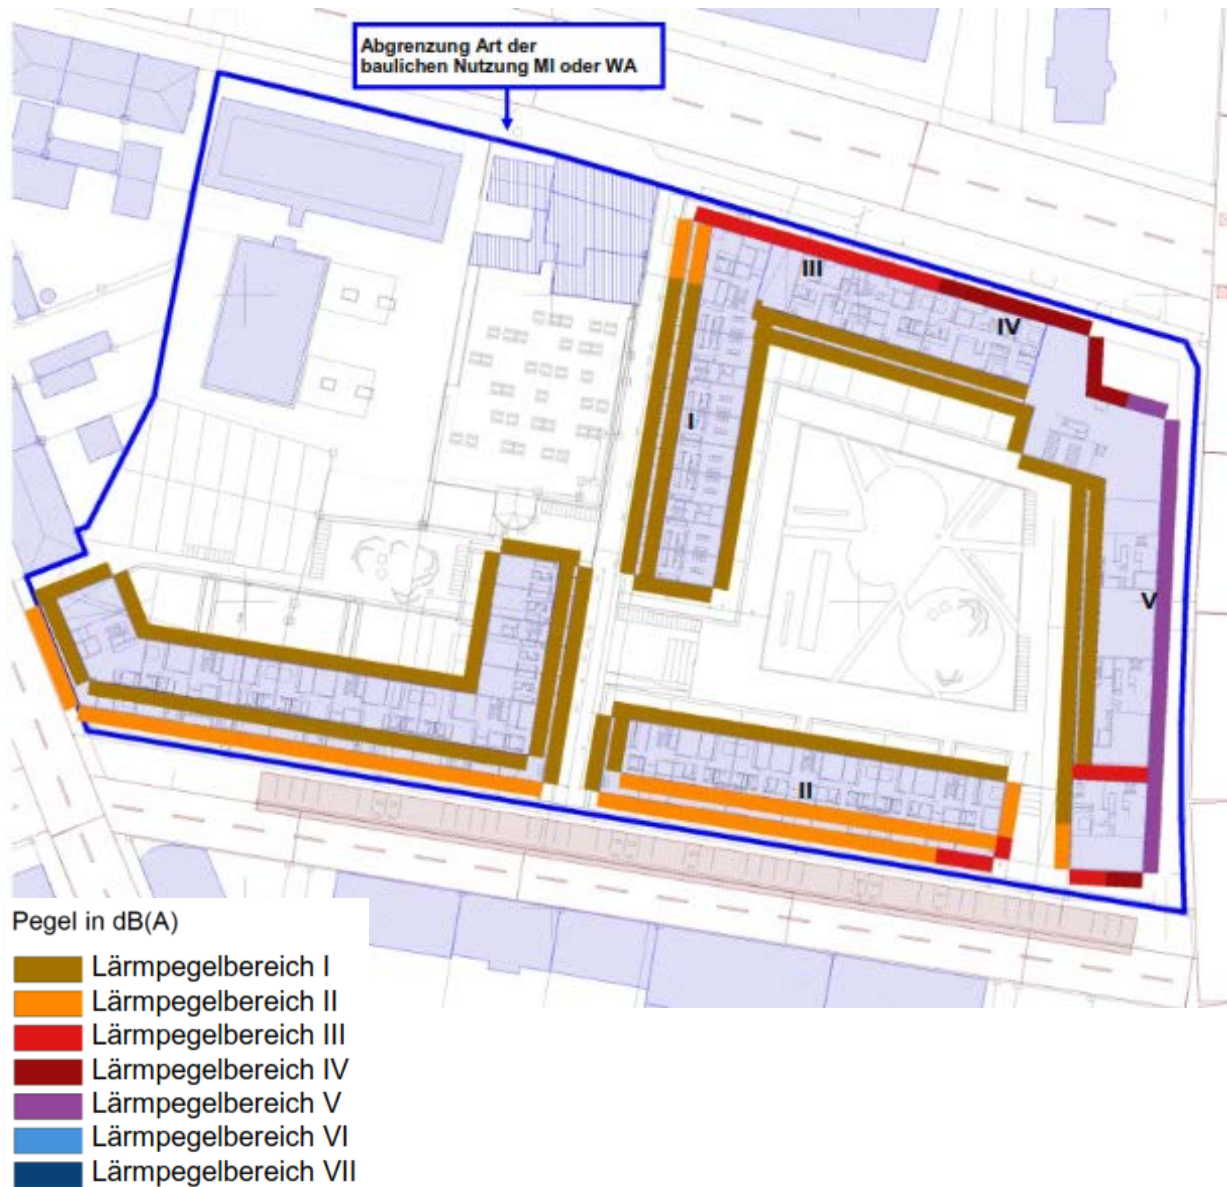 Abgrenzung Art der
baulichen Nutzung MI oder WA
III
IV
I
V
II
Pegel in dB(A)
Lärmpegelbereich I
Lärmpegelbereich II
Lärmpegelbereich III
Lärmpegelbereich IV
Lärmpegelbereich V
Lärmpegelbereich VI
Lärmpegelbereich VII